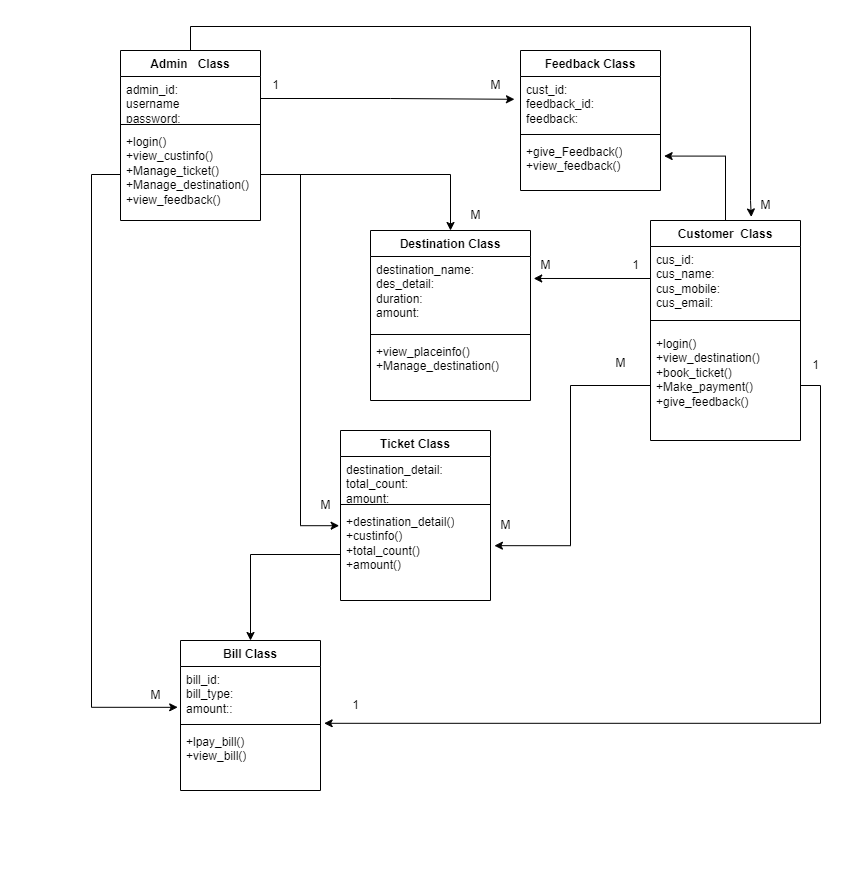 Admin   Class
admin_id:
username
password:
+login()
+view_custinfo()
+Manage_ticket()
+Manage_destination()
+view_feedback()
1
M
Feedback Class
cust_id:
feedback_id:
feedback:
+give_Feedback()
+view_feedback()
M
M
Destination Class
destination_name:
des_detail:
duration:
amount:
+view_placeinfo()
+Manage_destination()
M
1
Customer  Class
cus_id:
cus_name:
cus_mobile:
cus_email:
+login()
+view_destination()
+book_ticket()
+Make_payment()
+give_feedback()
M
1
Ticket Class
destination_detail:
total_count:
amount:
+destination_detail()
+custinfo()
+total_count()
+amount()
M
M
Bill Class
bill_id:
bill_type:
amount::
+lpay_bill()
+view_bill()
M
1